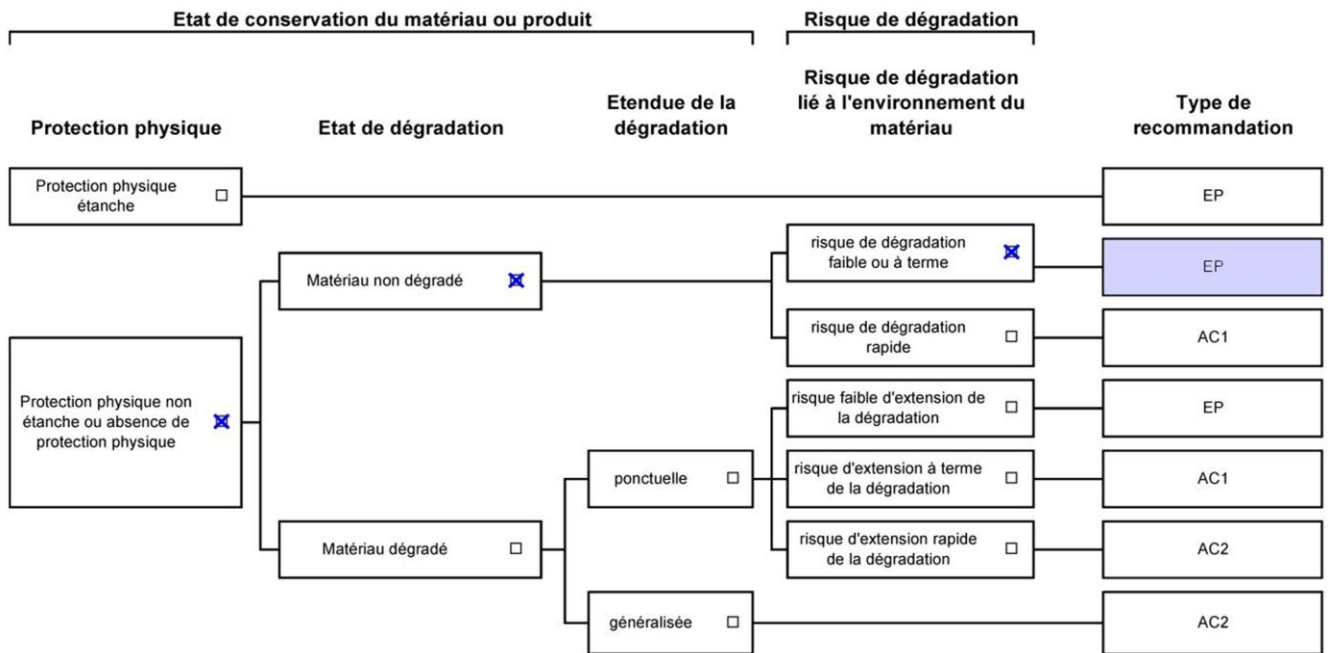 Etat de conservation du matériau ou produit
Risque de dégradation
Protection physique
Etat de dégradation
Etendue de la
dégradation
Risque de dégradation
lié à l'environnement du
matériau
Type de
recommandation
Protection physique
étanche
EP
risque de dégradation
faible ou à terme
EP
Matériau non dégradé
risque de dégradation
rapide
AC1
Protection physique non
étanche ou absence de
protection physique
risque faible d'extension de
la dégradation
EP
ponctuelle
risque d'extension à terme
de la dégradation
AC1
Matériau dégradé
risque d'extension rapide
de la dégradation
AC2
généralisée
AC2